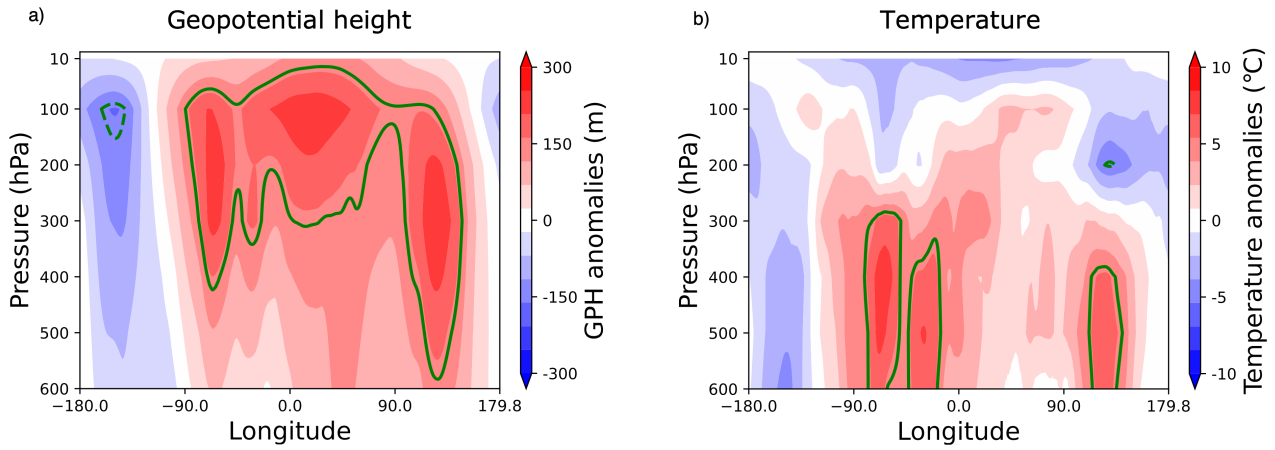 a) Geopotential height
10
100
200
300
400
500
600
Pressure (hPa)
−180.0 −90.0 0.0 90.0 179.8
Longitude
300
150
0
-150
-300
GPH anomalies (m)
b) Temperature
10
100
200
300
400
500
600
Pressure (hPa)
−180.0 −90.0 0.0 90.0 179.8
Longitude
10
5
0
-5
-10
Temperature anomalies (°C)